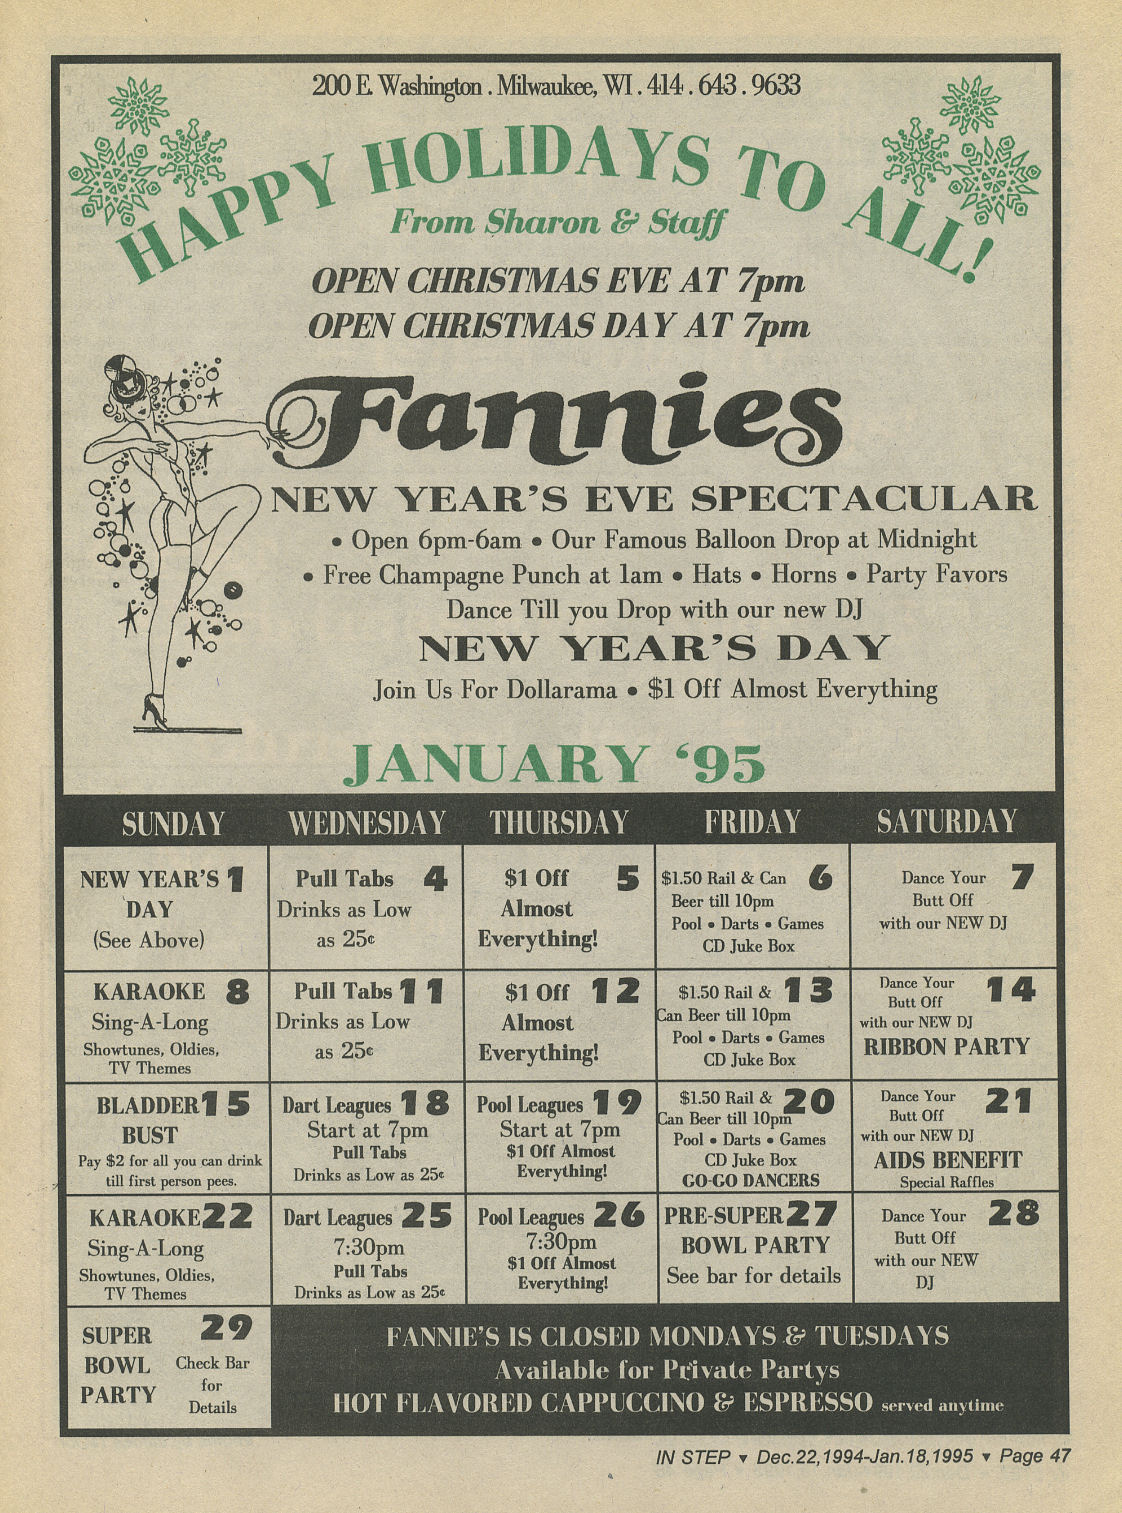 200 E. Washington . Milwaukee, WI . 414 . 643 . 9633
HAPPY HOLIDAYS TO ALL!
From Sharon & Staff
OPEN CHRISTMAS EVE AT 7pm
OPEN CHRISTMAS DAY AT 7pm
Fannies
NEW YEAR'S EVE SPECTACULAR
• Open 6pm-6am • Our Famous Balloon Drop at Midnight
• Free Champagne Punch at 1am • Hats • Horns • Party Favors
Dance Till you Drop with our new DJ
NEW YEAR'S DAY
Join Us For Dollarama • $1 Off Almost Everything
JANUARY '95
SUNDAY WEDNESDAY THURSDAY FRIDAY SATURDAY
NEW YEAR'S 1
DAY
(See Above)
Pull Tabs 4
Drinks as Low
as 25¢
$1 Off 5
Almost
Everything!
$1.50 Rail & Can 6
Beer till 10pm
Pool • Darts • Games
CD Juke Box
Dance Your 7
Butt Off
with our NEW DJ
KARAOKE 8
Sing-A-Long
Showtunes, Oldies,
TV Themes
Pull Tabs 11
Drinks as Low
as 25¢
$1 Off 12
Almost
Everything!
$1.50 Rail & 13
Can Beer till 10pm
Pool • Darts • Games
CD Juke Box
Dance Your 14
Butt Off
with our NEW DJ
RIBBON PARTY
BLADDER 15
BUST
Pay $2 for all you can drink
till first person pees.
Dart Leagues 18
Start at 7pm
Pull Tabs
Drinks as Low as 25¢
Pool Leagues 19
Start at 7pm
$1 Off Almost
Everything!
$1.50 Rail & 20
Can Beer till 10pm
Pool • Darts • Games
CD Juke Box
GO-GO DANCERS
Dance Your 21
Butt Off
with our NEW DJ
AIDS BENEFIT
Special Raffles
KARAOKE 22
Sing-A-Long
Showtunes, Oldies,
TV Themes
Dart Leagues 25
7:30pm
Pull Tabs
Drinks as Low as 25¢
Pool Leagues 26
7:30pm
$1 Off Almost
Everything!
PRE-SUPER 27
BOWL PARTY
See bar for details
Dance Your 28
Butt Off
with our NEW
DJ
SUPER 29
BOWL
PARTY
Check Bar
for
Details
FANNIE'S IS CLOSED MONDAYS & TUESDAYS
Available for Private Partys
HOT FLAVORED CAPPUCCINO & ESPRESSO served anytime
IN STEP ▼ Dec.22,1994-Jan.18,1995 ▼ Page 47